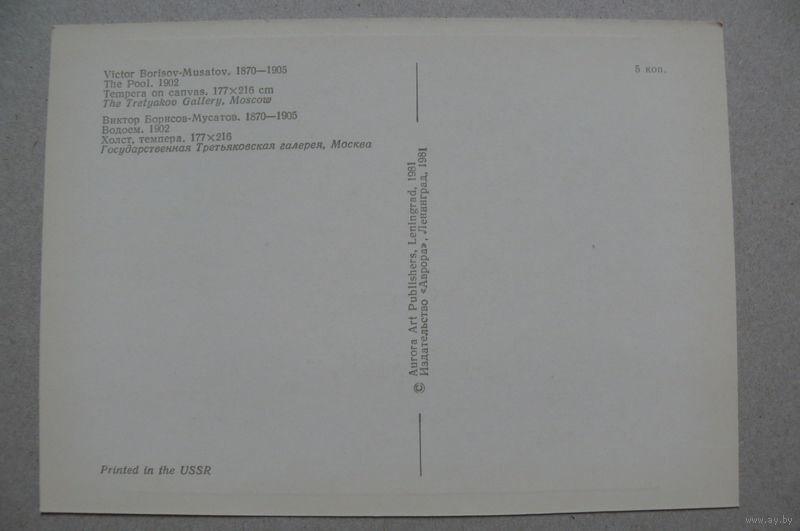 Victor Borisov-Musatov. 1870—1905
The Pool. 1902
Tempera on canvas. 177×216 cm
The Tretyakov Gallery, Moscow
Виктор Борисов-Мусатов. 1870—1905
Водоем. 1902
Холст, темпера. 177×216
Государственная Третьяковская галерея, Москва
5 коп.
© Aurora Art Publishers, Leningrad, 1981
Издательство «Аврора», Ленинград, 1981
Printed in the USSR
www.ay.by